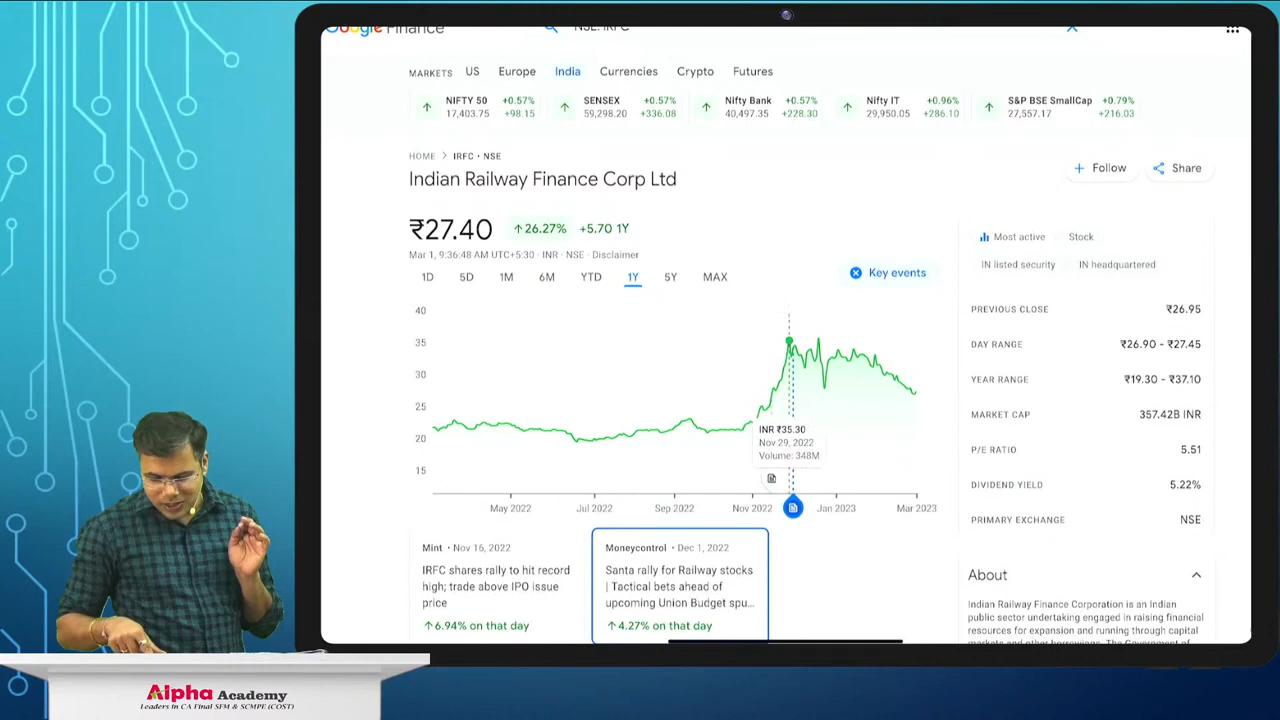 Google Finance
NSE: IRFC
MARKETS US Europe India Currencies Crypto Futures
NIFTY 50 +0.57%
17,403.75 +98.15
SENSEX +0.57%
59,298.20 +336.08
Nifty Bank +0.57%
40,497.35 +228.30
Nifty IT +0.96%
29,950.05 +286.10
S&P BSE SmallCap +0.79%
27,557.17 +216.03
HOME > IRFC • NSE
Indian Railway Finance Corp Ltd
+ Follow
Share
₹27.40 ↑26.27% +5.70 1Y
Mar 1, 9:36:48 AM UTC+5:30 · INR · NSE · Disclaimer
1D 5D 1M 6M YTD 1Y 5Y MAX
Key events
40
35
30
25
20
15
INR ₹35.30
Nov 29, 2022
Volume: 348M
May 2022 Jul 2022 Sep 2022 Nov 2022 Jan 2023 Mar 2023
Mint • Nov 16, 2022
IRFC shares rally to hit record
high; trade above IPO issue
price
↑6.94% on that day
Moneycontrol • Dec 1, 2022
Santa rally for Railway stocks
| Tactical bets ahead of
upcoming Union Budget spu...
↑4.27% on that day
Most active Stock
IN listed security IN headquartered
PREVIOUS CLOSE ₹26.95
DAY RANGE ₹26.90 - ₹27.45
YEAR RANGE ₹19.30 - ₹37.10
MARKET CAP 357.42B INR
P/E RATIO 5.51
DIVIDEND YIELD 5.22%
PRIMARY EXCHANGE NSE
About
Indian Railway Finance Corporation is an Indian
public sector undertaking engaged in raising financial
resources for expansion and running through capital
markets and other borrowings. The Government of
Alpha Academy
Leaders in CA Final SFM & SCMPE (COST)